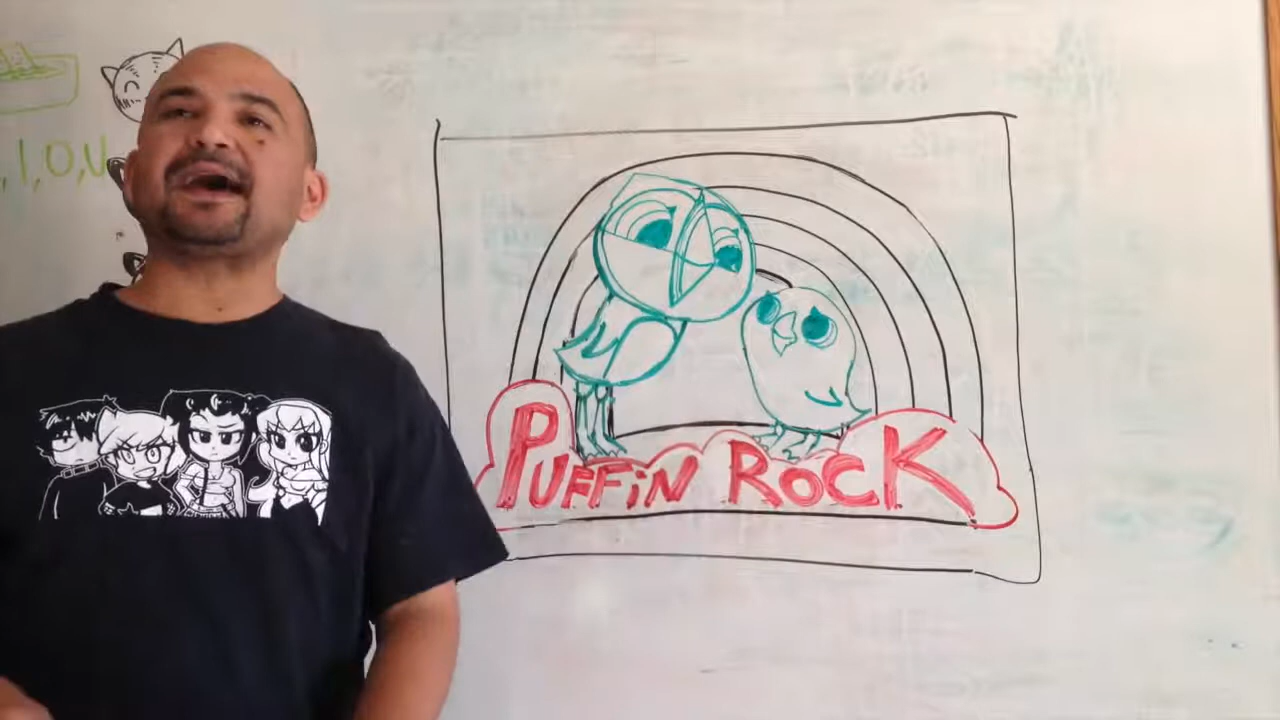 , I, O, U
PUFFiN ROCK